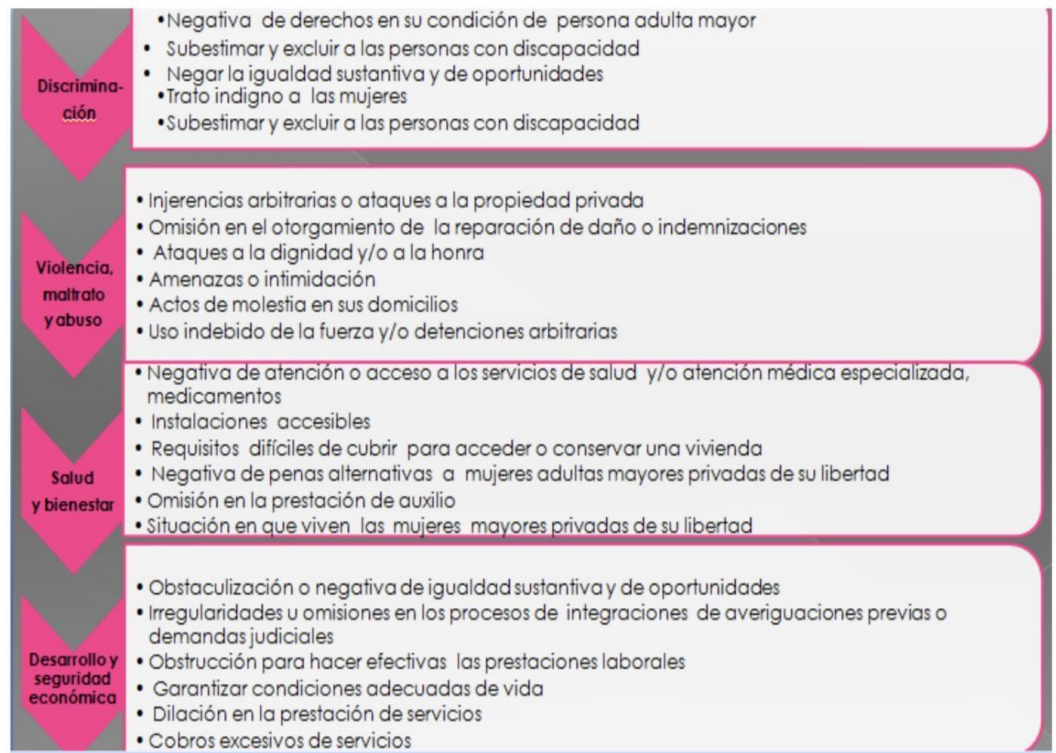 Discrimina-
ción
•Negativa de derechos en su condición de persona adulta mayor
• Subestimar y excluir a las personas con discapacidad
• Negar la igualdad sustantiva y de oportunidades
•Trato indigno a las mujeres
•Subestimar y excluir a las personas con discapacidad
Violencia,
maltrato
y abuso
• Injerencias arbitrarias o ataques a la propiedad privada
• Omisión en el otorgamiento de la reparación de daño o indemnizaciones
• Ataques a la dignidad y/o a la honra
• Amenazas o intimidación
• Actos de molestia en sus domicilios
• Uso indebido de la fuerza y/o detenciones arbitrarias
Salud
y bienestar
• Negativa de atención o acceso a los servicios de salud y/o atención médica especializada,
medicamentos
• Instalaciones accesibles
• Requisitos difíciles de cubrir para acceder o conservar una vivienda
• Negativa de penas alternativas a mujeres adultas mayores privadas de su libertad
• Omisión en la prestación de auxilio
• Situación en que viven las mujeres mayores privadas de su libertad
Desarrollo y
seguridad
económica
• Obstaculización o negativa de igualdad sustantiva y de oportunidades
• Irregularidades u omisiones en los procesos de integraciones de averiguaciones previas o
demandas judiciales
• Obstrucción para hacer efectivas las prestaciones laborales
• Garantizar condiciones adecuadas de vida
• Dilación en la prestación de servicios
• Cobros excesivos de servicios